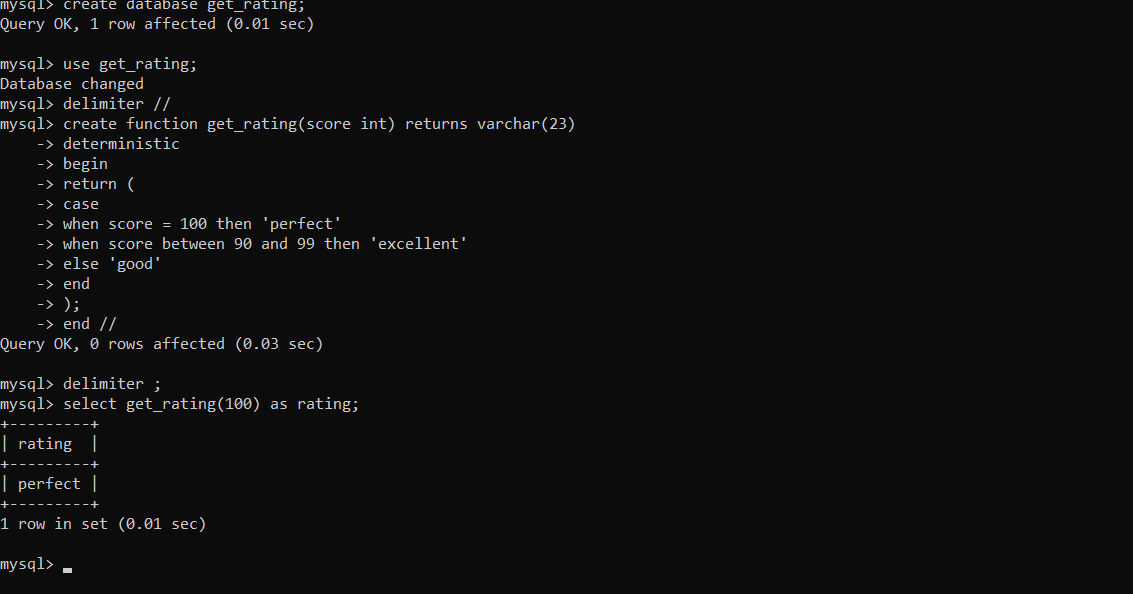 mysql> create database get_rating;
Query OK, 1 row affected (0.01 sec)
mysql> use get_rating;
Database changed
mysql> delimiter //
mysql> create function get_rating(score int) returns varchar(23)
    -> deterministic
    -> begin
    -> return (
    -> case
    -> when score = 100 then 'perfect'
    -> when score between 90 and 99 then 'excellent'
    -> else 'good'
    -> end
    -> );
    -> end //
Query OK, 0 rows affected (0.03 sec)
mysql> delimiter ;
mysql> select get_rating(100) as rating;
+---------+
| rating  |
+---------+
| perfect |
+---------+
1 row in set (0.01 sec)
mysql>